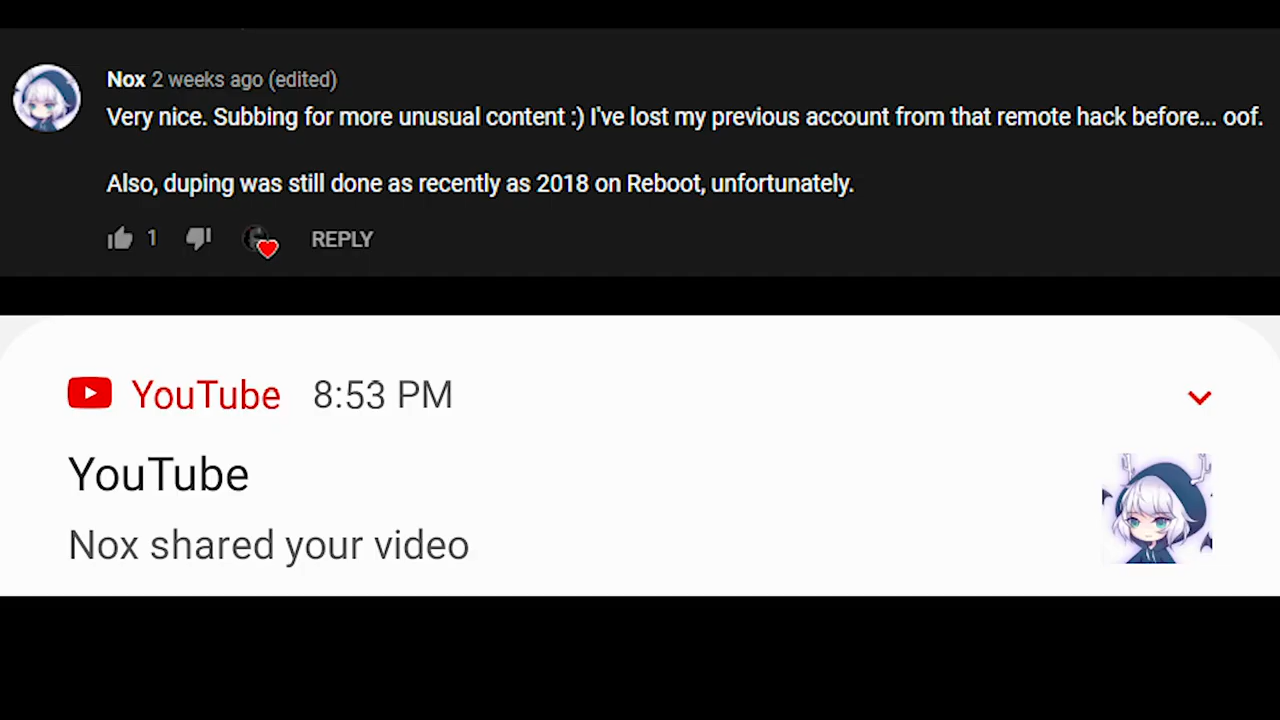 Nox 2 weeks ago (edited)
Very nice. Subbing for more unusual content :) I've lost my previous account from that remote hack before... oof.
Also, duping was still done as recently as 2018 on Reboot, unfortunately.
1 REPLY
YouTube 8:53 PM
YouTube
Nox shared your video